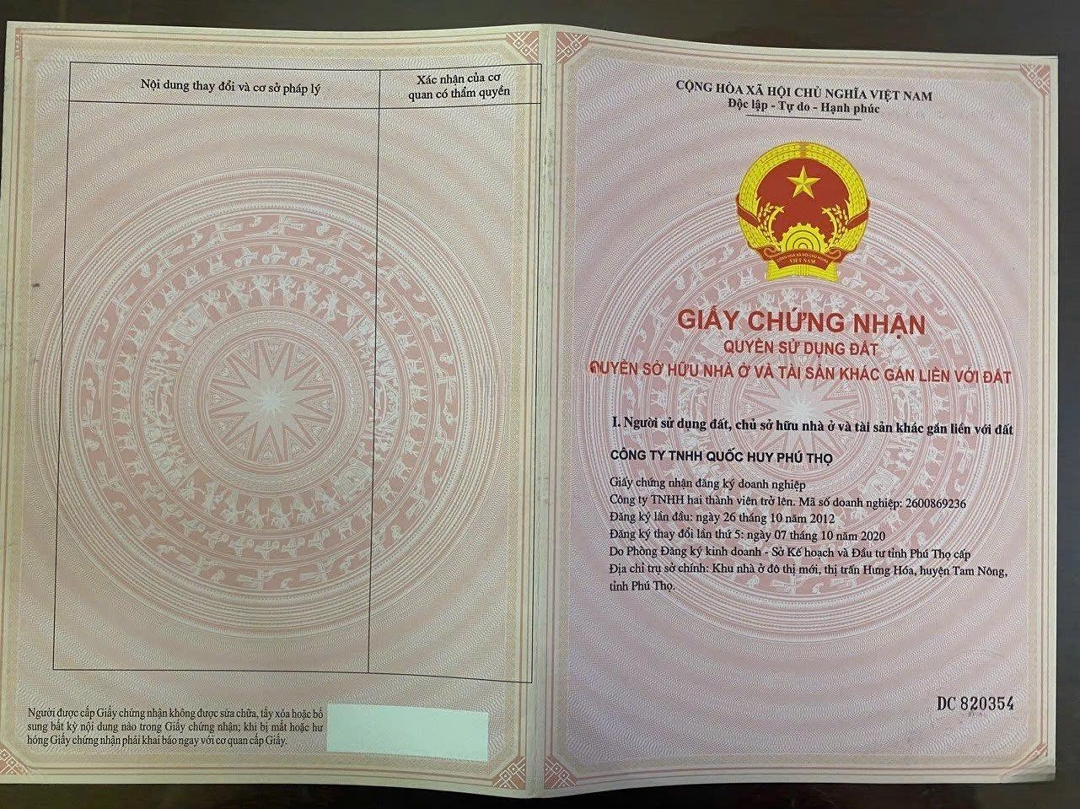 Nội dung thay đổi và cơ sở pháp lý
Xác nhận của cơ
quan có thẩm quyền
Người được cấp Giấy chứng nhận không được sửa chữa, tẩy xóa hoặc bổ
sung bất kỳ nội dung nào trong Giấy chứng nhận; khi bị mất hoặc hư
hỏng Giấy chứng nhận phải khai báo ngay với cơ quan cấp Giấy.
CỘNG HÒA XÃ HỘI CHỦ NGHĨA VIỆT NAM
Độc lập - Tự do - Hạnh phúc
CỘNG HÒA XÃ HỘI CHỦ NGHĨA
VIỆT NAM
GIẤY CHỨNG NHẬN
QUYỀN SỬ DỤNG ĐẤT
QUYỀN SỞ HỮU NHÀ Ở VÀ TÀI SẢN KHÁC GẮN LIỀN VỚI ĐẤT
I. Người sử dụng đất, chủ sở hữu nhà ở và tài sản khác gắn liền với đất
CÔNG TY TNHH QUỐC HUY PHÚ THỌ
Giấy chứng nhận đăng ký doanh nghiệp
Công ty TNHH hai thành viên trở lên. Mã số doanh nghiệp: 2600869236
Đăng ký lần đầu: ngày 26 tháng 10 năm 2012
Đăng ký thay đổi lần thứ 5: ngày 07 tháng 10 năm 2020
Do Phòng Đăng ký kinh doanh - Sở Kế hoạch và Đầu tư tỉnh Phú Thọ cấp
Địa chỉ trụ sở chính: Khu nhà ở đô thị mới, thị trấn Hưng Hóa, huyện Tam Nông,
tỉnh Phú Thọ.
DC 820354